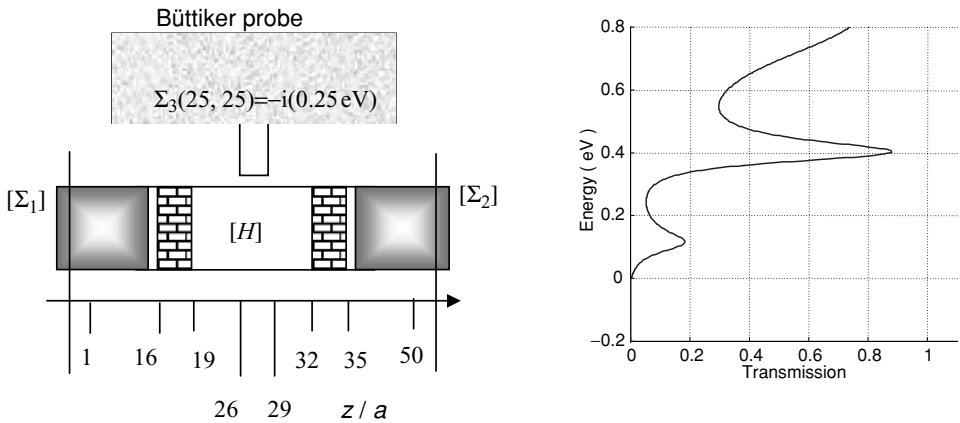 Büttiker probe
Σ3(25, 25)=–i(0.25 eV)
[Σ1]
[Σ2]
[H]
1
16
19
32
35
50
26
29
z / a
0.8
0.6
0.4
0.2
0
–0.2
Energy ( eV )
0
0.2
0.4
0.6
0.8
1
Transmission